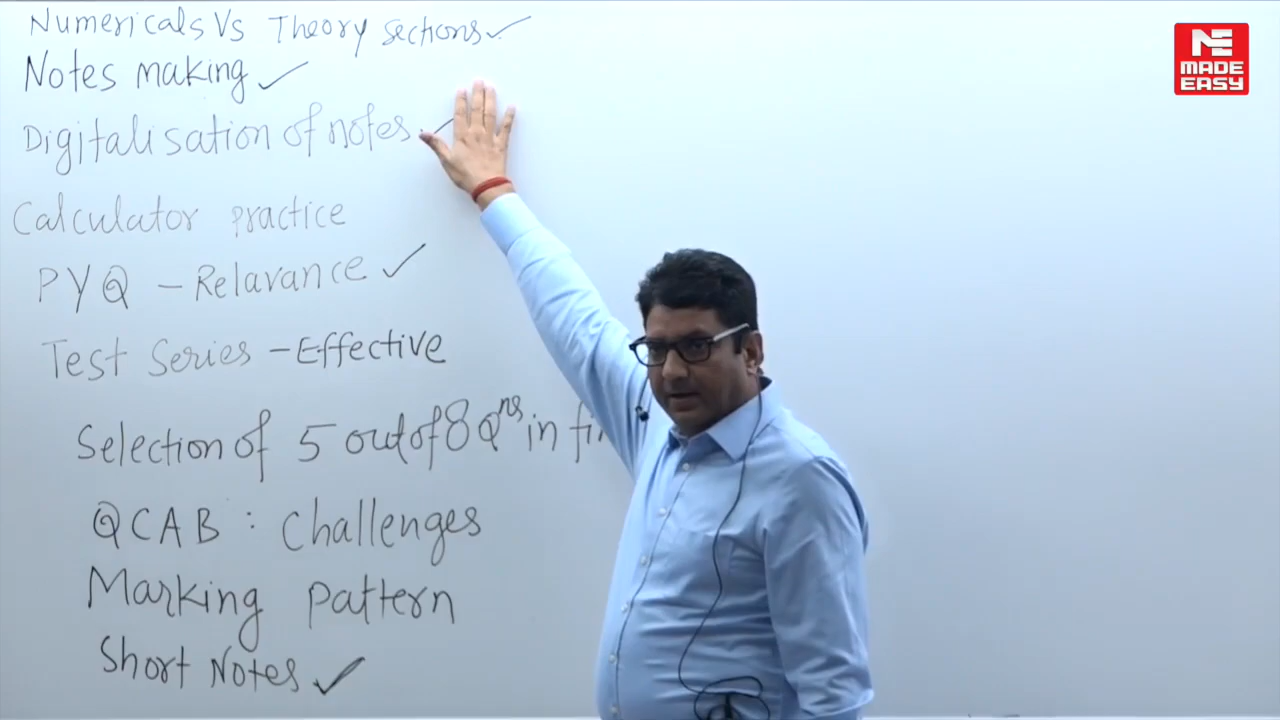 Numericals Vs Theory sections ✓
Notes making ✓
Digitalisation of notes ✓
Calculator practice
PYQ - Relavance ✓
Test Series - Effective
Selection of 5 out of 8 Qns in
QCAB : Challenges
Marking pattern
Short Notes ✓
ME
MADE
EASY